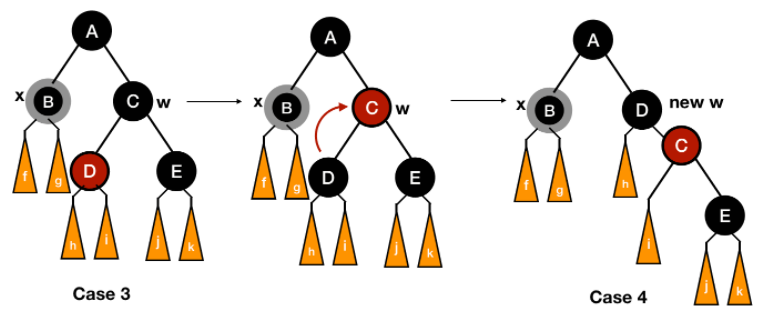 A
x B
C w
D
E
f g
h i
j k
Case 3
A
x B
C w
D
E
f g
h i
j k
A
x B
D new w
C
E
f g
h
i
j k
Case 4